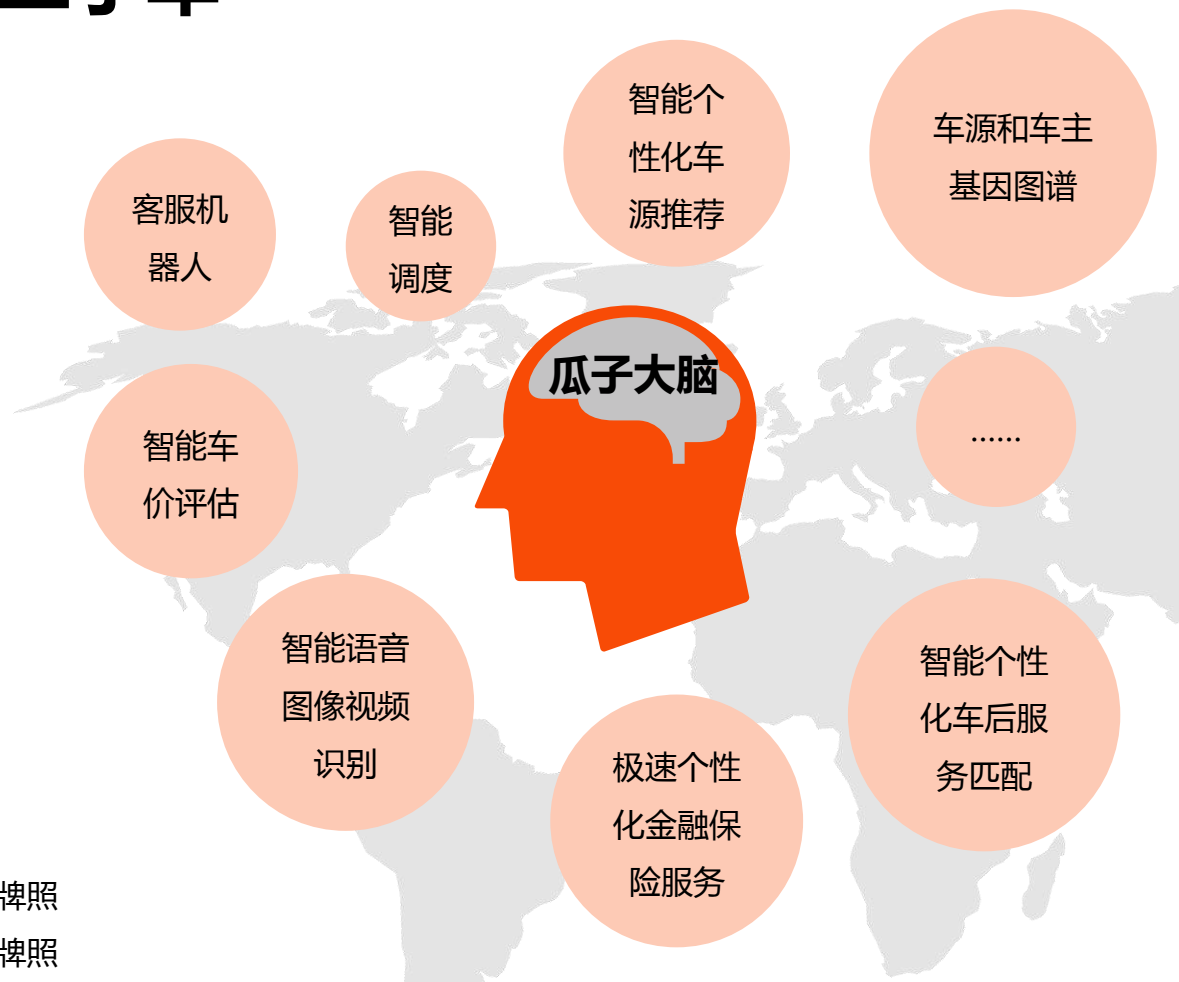 智能个
性化车
源推荐
车源和车主
基因图谱
客服机
器人
智能
调度
瓜子大脑
......
智能车
价评估
智能语音
图像视频
识别
极速个性
化金融保
险服务
智能个性
化车后服
务匹配
牌照
牌照